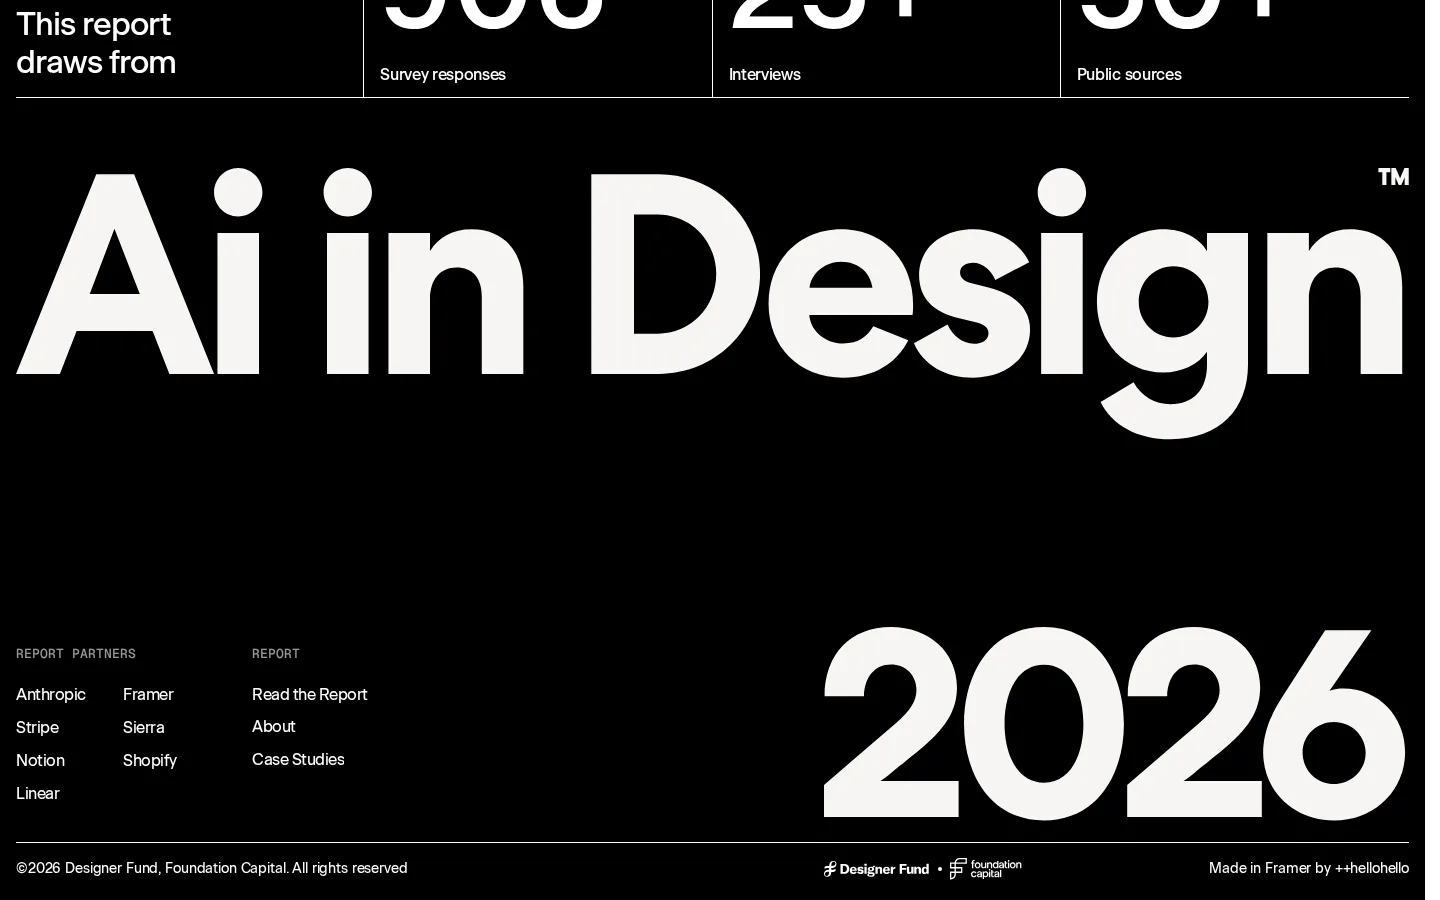 This report
draws from
Survey responses
Interviews
Public sources
Ai in Design™
REPORT PARTNERS
Anthropic
Stripe
Notion
Linear
Framer
Sierra
Shopify
REPORT
Read the Report
About
Case Studies
2026
©2026 Designer Fund, Foundation Capital. All rights reserved
Designer Fund • foundation
capital
Made in Framer by ++hellohello